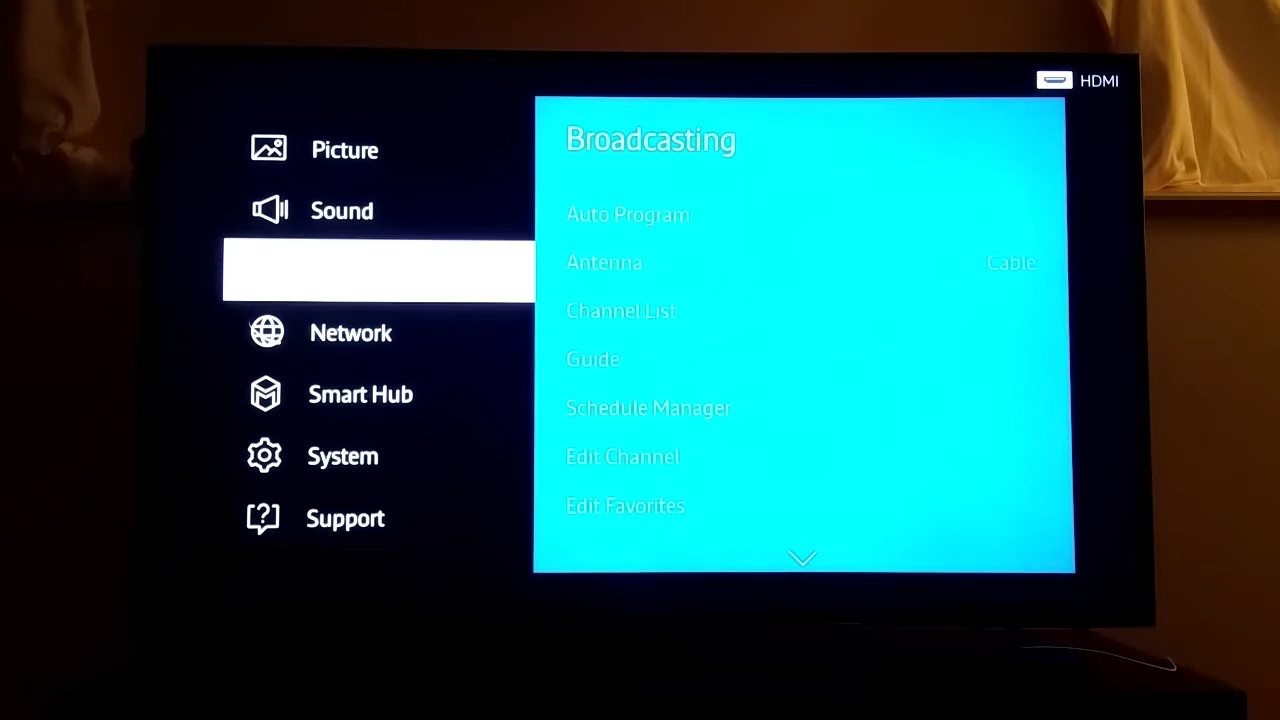 HDMI
Picture
Sound
Network
Smart Hub
System
Support
Broadcasting
Auto Program
Antenna Cable
Channel List
Guide
Schedule Manager
Edit Channel
Edit Favorites